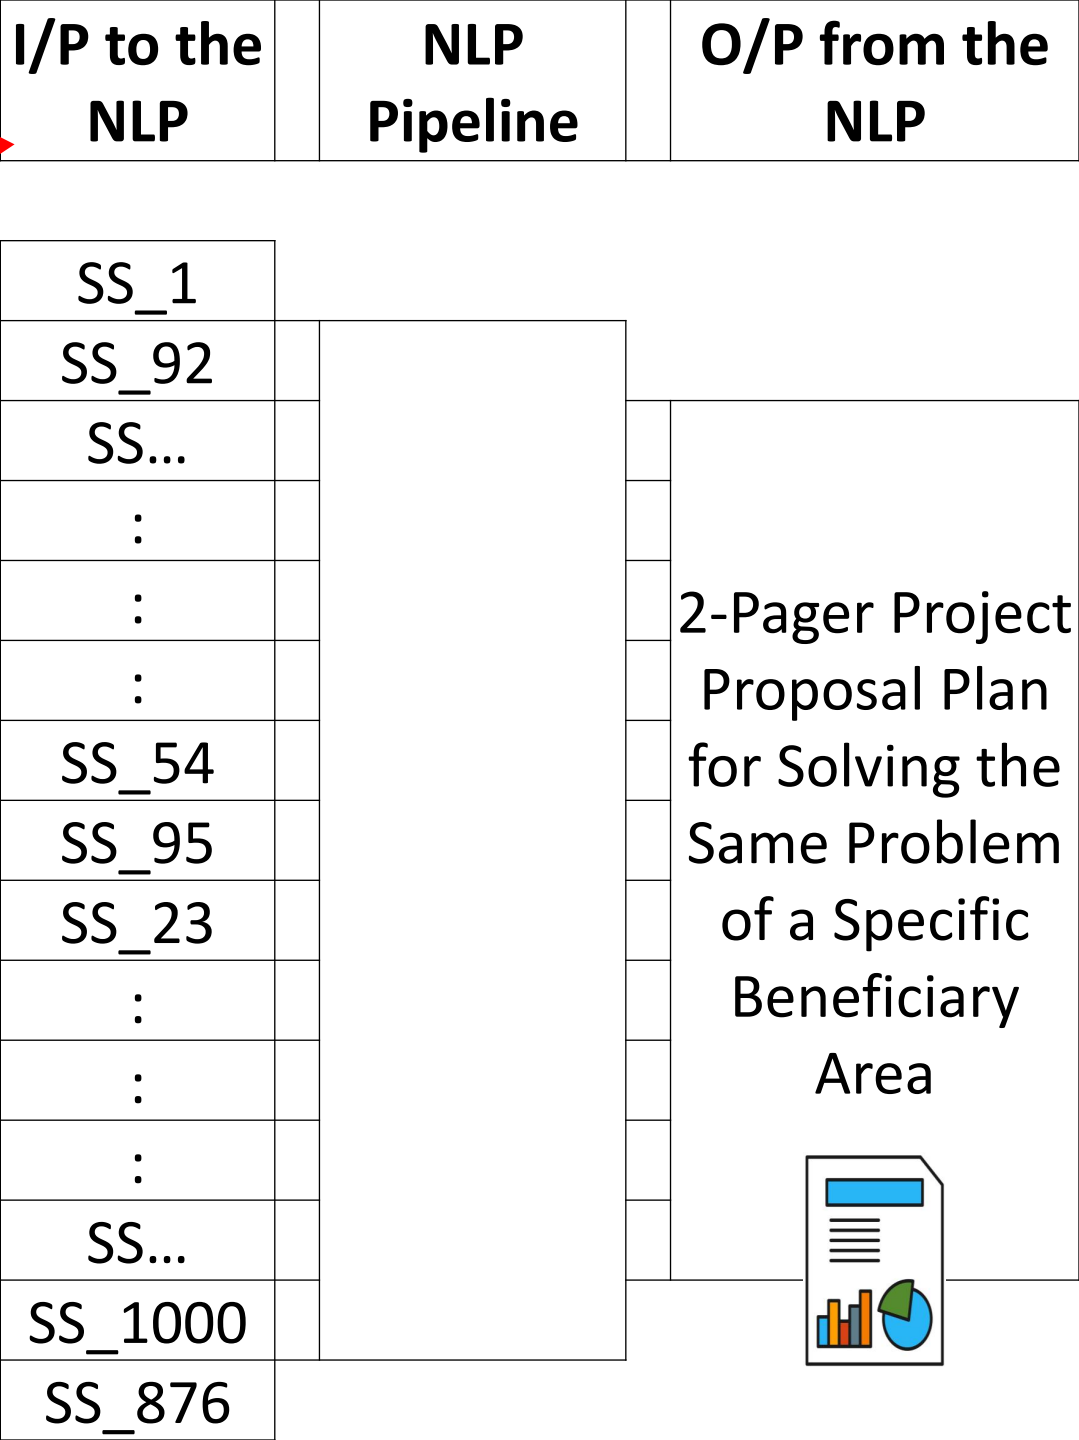 I/P to the
NLP
NLP
Pipeline
O/P from the
NLP
SS_1
SS_92
SS...
:
:
:
SS_54
SS_95
SS_23
:
:
:
SS...
SS_1000
SS_876
2-Pager Project
Proposal Plan
for Solving the
Same Problem
of a Specific
Beneficiary
Area